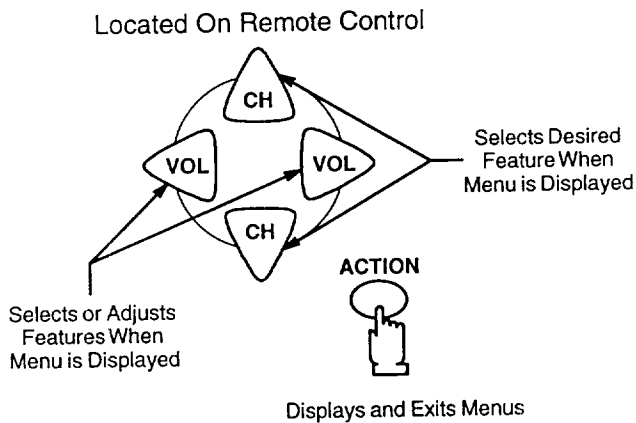 Located On Remote Control
CH
VOL
VOL
CH
Selects Desired
Feature When
Menu is Displayed
ACTION
Selects or Adjusts
Features When
Menu is Displayed
Displays and Exits Menus